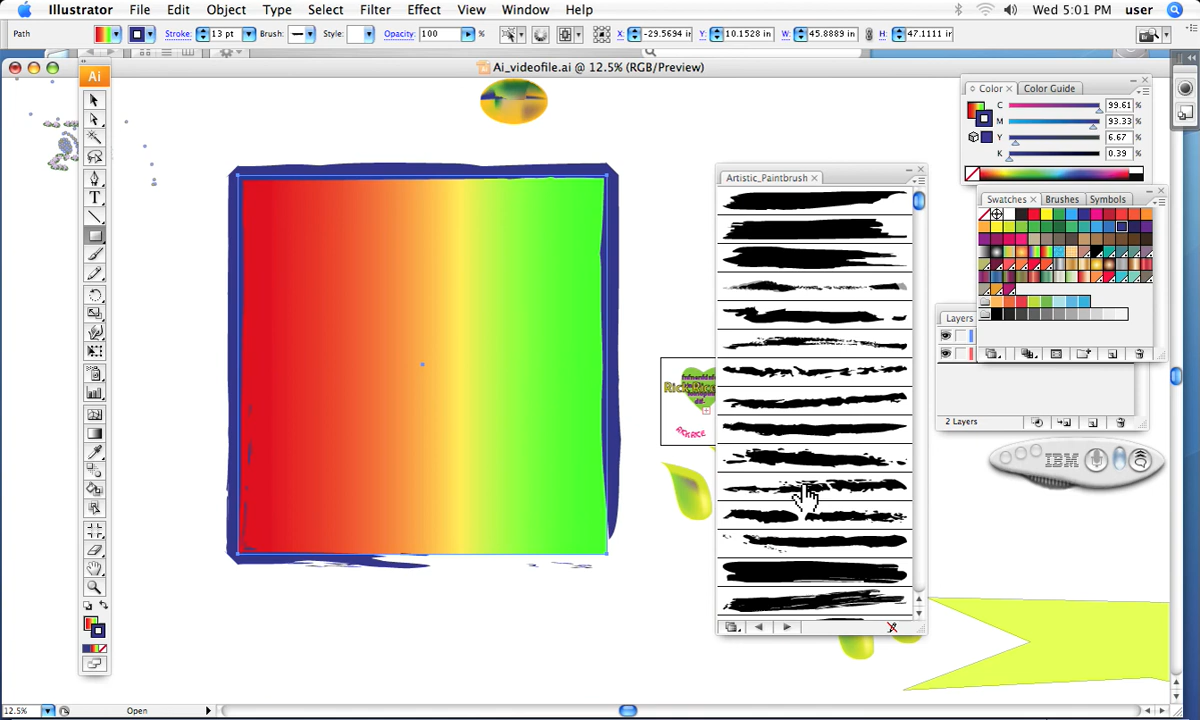 Illustrator File Edit Object Type Select Filter Effect View Window Help Wed 5:01 PM user
Path Stroke: 13 pt Brush: Style: Opacity: 100 % X: -29.5694 in Y: 10.1528 in W: 45.8889 in H: 47.1111 in
Ai_videofile.ai @ 12.5% (RGB/Preview)
Ai
Color Color Guide
C 99.61 %
M 93.33 %
Y 6.67 %
K 0.39 %
Artistic_Paintbrush
Swatches Brushes Symbols
Layers
2 Layers
IBM
12.5% Open